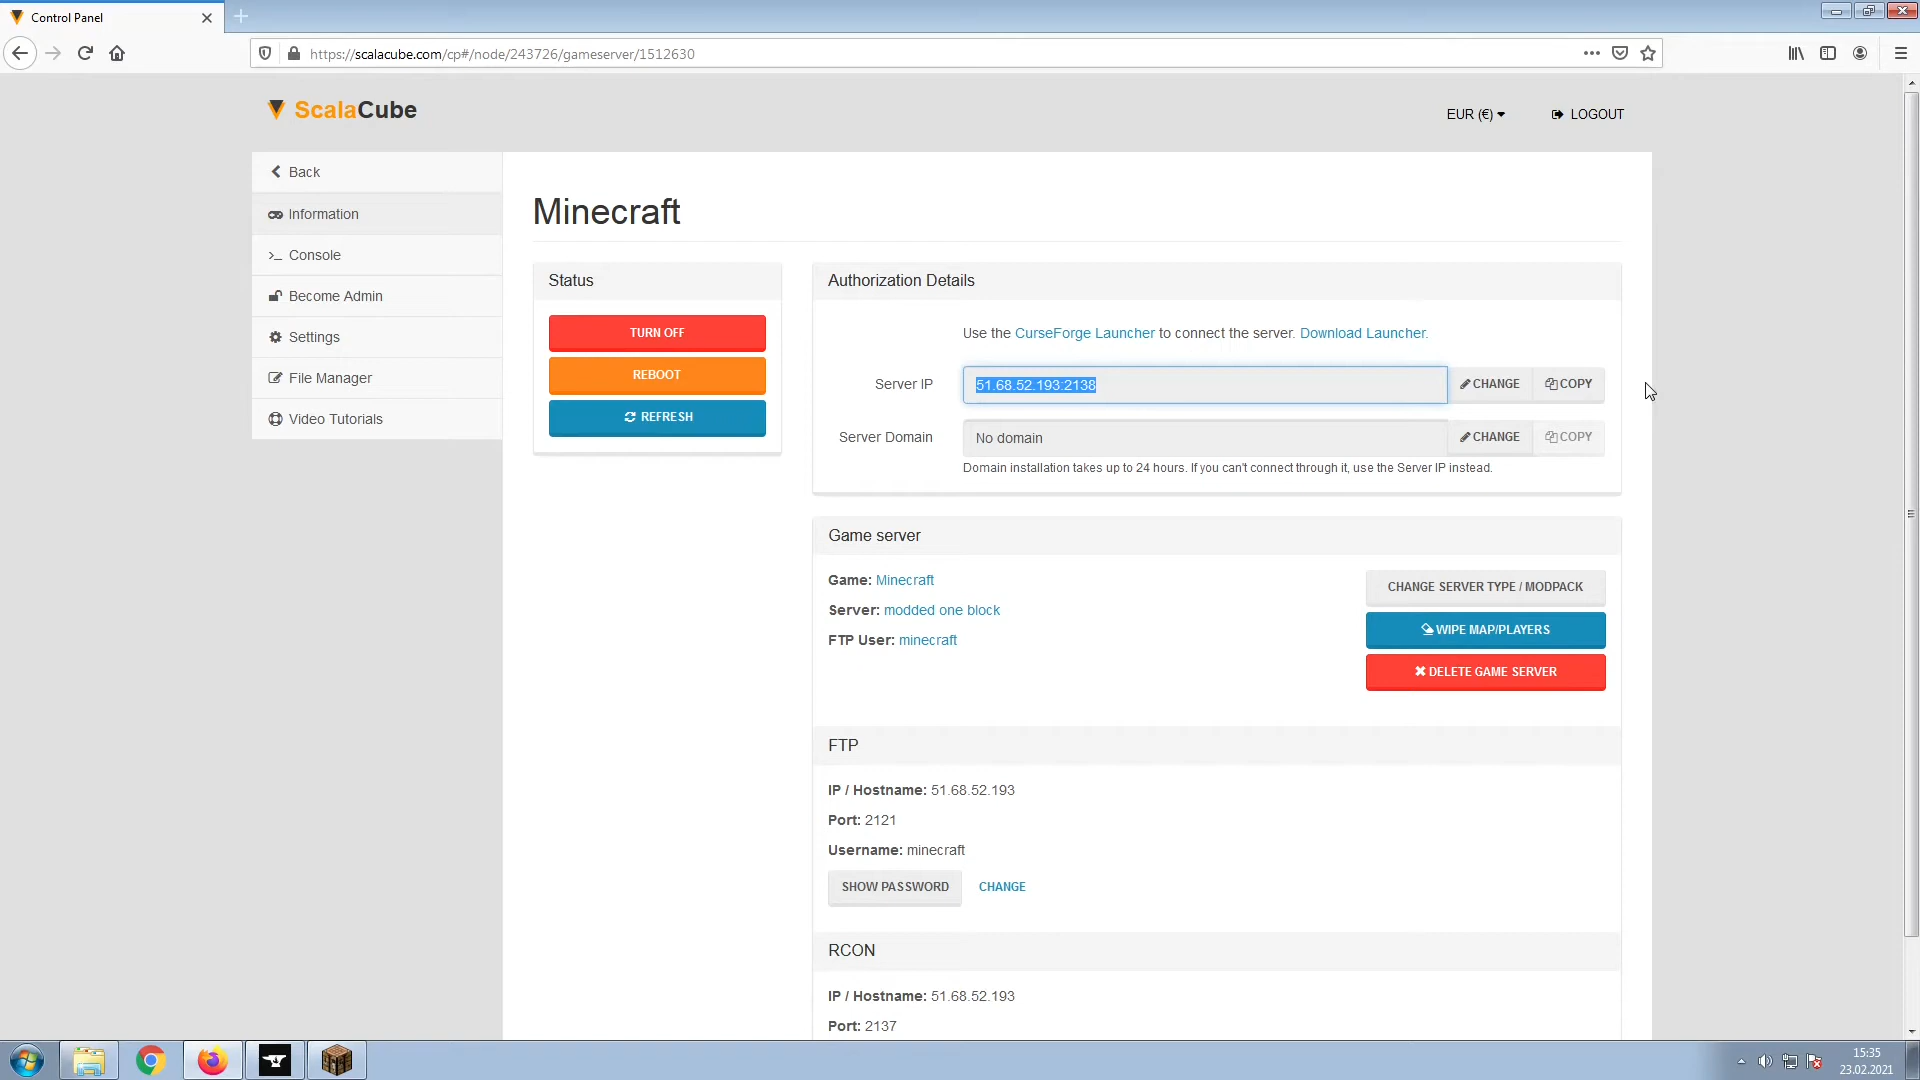 Control Panel
https://scalacube.com/cp#/node/243726/gameserver/1512630
ScalaCube
EUR (€)
LOGOUT
Back
Information
Console
Become Admin
Settings
File Manager
Video Tutorials
Minecraft
Status
TURN OFF
REBOOT
REFRESH
Authorization Details
Use the CurseForge Launcher to connect the server. Download Launcher.
Server IP
51.68.52.193:2138
CHANGE
COPY
Server Domain
No domain
CHANGE
COPY
Domain installation takes up to 24 hours. If you can't connect through it, use the Server IP instead.
Game server
Game: Minecraft
Server: modded one block
FTP User: minecraft
CHANGE SERVER TYPE / MODPACK
WIPE MAP/PLAYERS
DELETE GAME SERVER
FTP
IP / Hostname: 51.68.52.193
Port: 2121
Username: minecraft
SHOW PASSWORD
CHANGE
RCON
IP / Hostname: 51.68.52.193
Port: 2137
15:35
23.02.2021